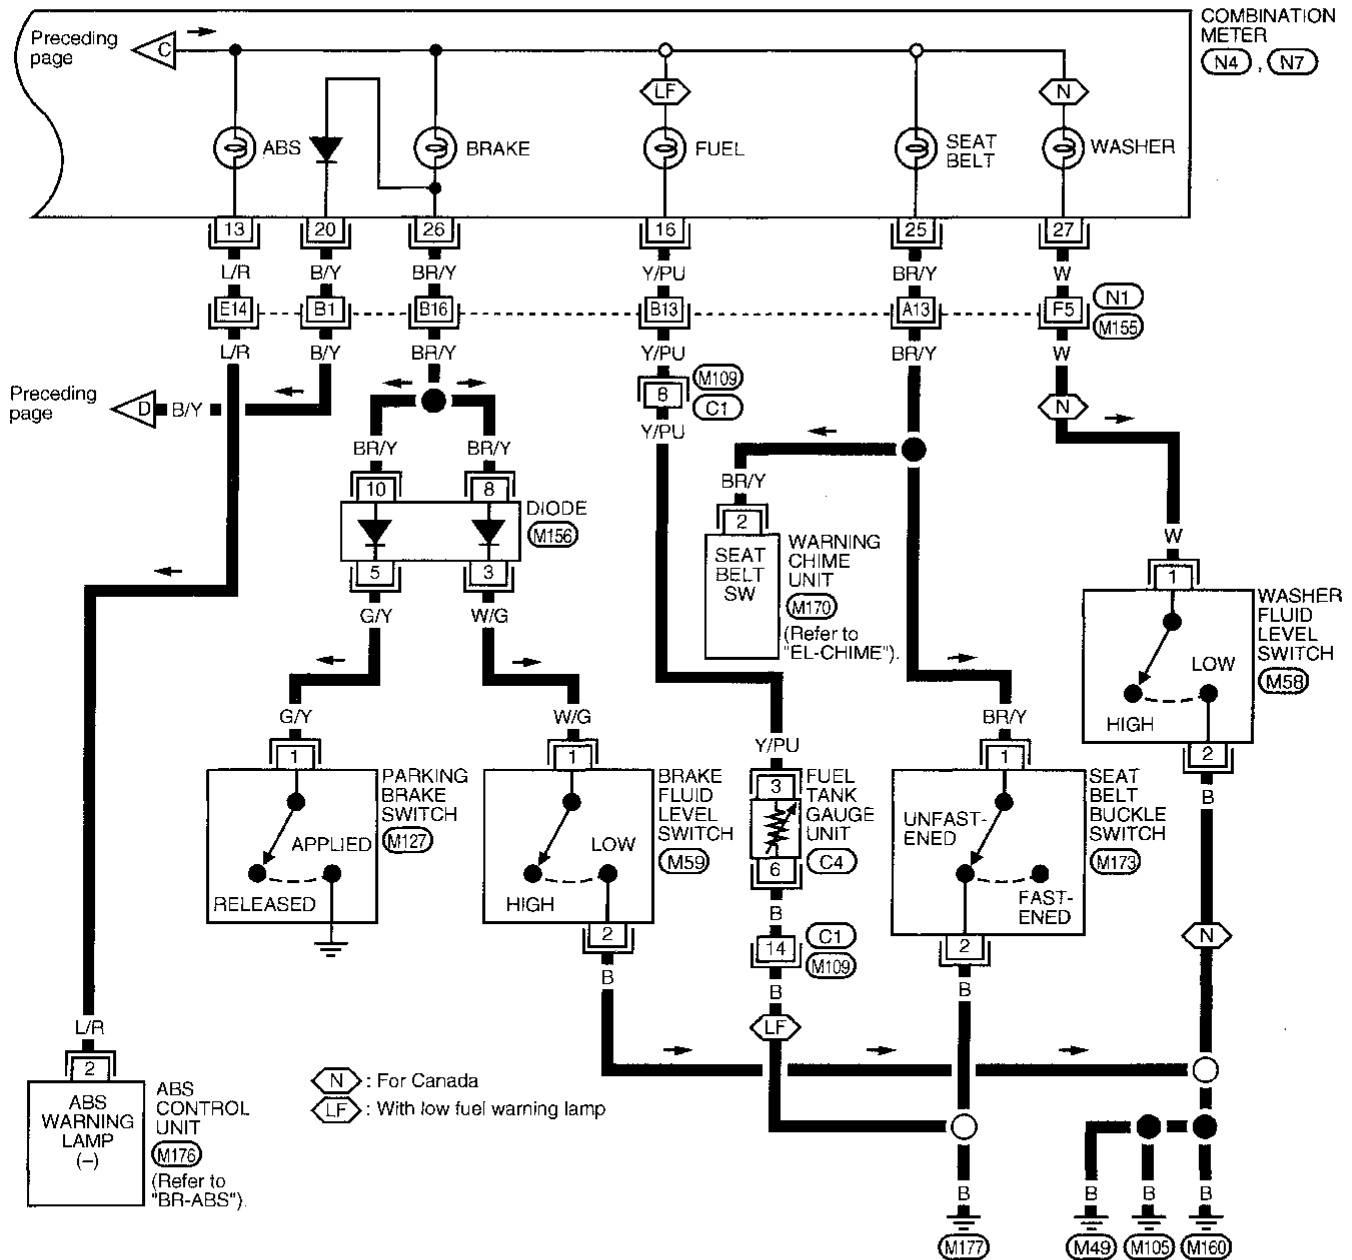 COMBINATION
METER
N4 , N7
Preceding
page
C
LF
N
ABS
BRAKE
FUEL
SEAT
BELT
WASHER
13
20
26
16
25
27
L/R
B/Y
BR/Y
Y/PU
BR/Y
W
E14
B1
B16
B13
A13
F5
N1
M155
L/R
B/Y
BR/Y
Y/PU
BR/Y
W
Preceding
page
D
B/Y
8
M109
C1
Y/PU
N
BR/Y
BR/Y
10
8
DIODE
M156
5
3
G/Y
W/G
BR/Y
2
SEAT
BELT
SW
WARNING
CHIME
UNIT
M170
(Refer to
"EL-CHIME").
W
1
WASHER
FLUID
LEVEL
SWITCH
M58
LOW
HIGH
2
B
G/Y
1
PARKING
BRAKE
SWITCH
M127
APPLIED
RELEASED
W/G
1
BRAKE
FLUID
LEVEL
SWITCH
M59
LOW
HIGH
2
B
Y/PU
3
FUEL
TANK
GAUGE
UNIT
C4
6
B
14
C1
M109
B
LF
BR/Y
1
SEAT
BELT
BUCKLE
SWITCH
M173
UNFAST-
ENED
FAST-
ENED
2
B
N
L/R
2
ABS
WARNING
LAMP
(–)
ABS
CONTROL
UNIT
M176
(Refer to
"BR-ABS").
N : For Canada
LF : With low fuel warning lamp
B
B
B
B
M177
M49
M105
M160